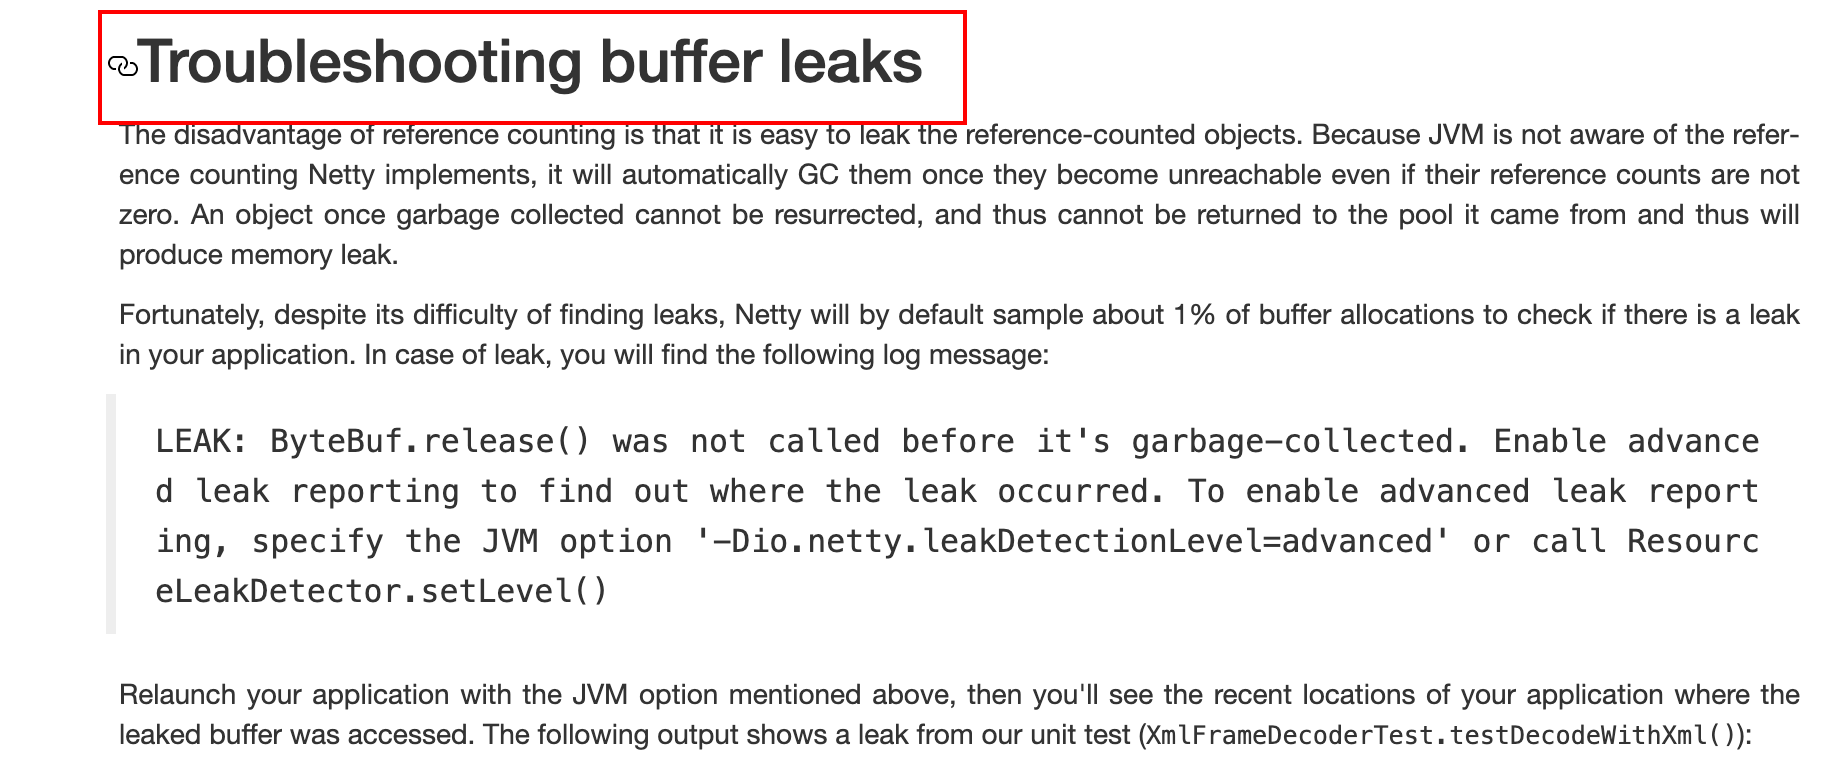 Troubleshooting buffer leaks
The disadvantage of reference counting is that it is easy to leak the reference-counted objects. Because JVM is not aware of the refer-
ence counting Netty implements, it will automatically GC them once they become unreachable even if their reference counts are not
zero. An object once garbage collected cannot be resurrected, and thus cannot be returned to the pool it came from and thus will
produce memory leak.
Fortunately, despite its difficulty of finding leaks, Netty will by default sample about 1% of buffer allocations to check if there is a leak
in your application. In case of leak, you will find the following log message:
LEAK: ByteBuf.release() was not called before it's garbage-collected. Enable advance
d leak reporting to find out where the leak occurred. To enable advanced leak report
ing, specify the JVM option '-Dio.netty.leakDetectionLevel=advanced' or call Resourc
eLeakDetector.setLevel()
Relaunch your application with the JVM option mentioned above, then you'll see the recent locations of your application where the
leaked buffer was accessed. The following output shows a leak from our unit test (XmlFrameDecoderTest.testDecodeWithXml()):